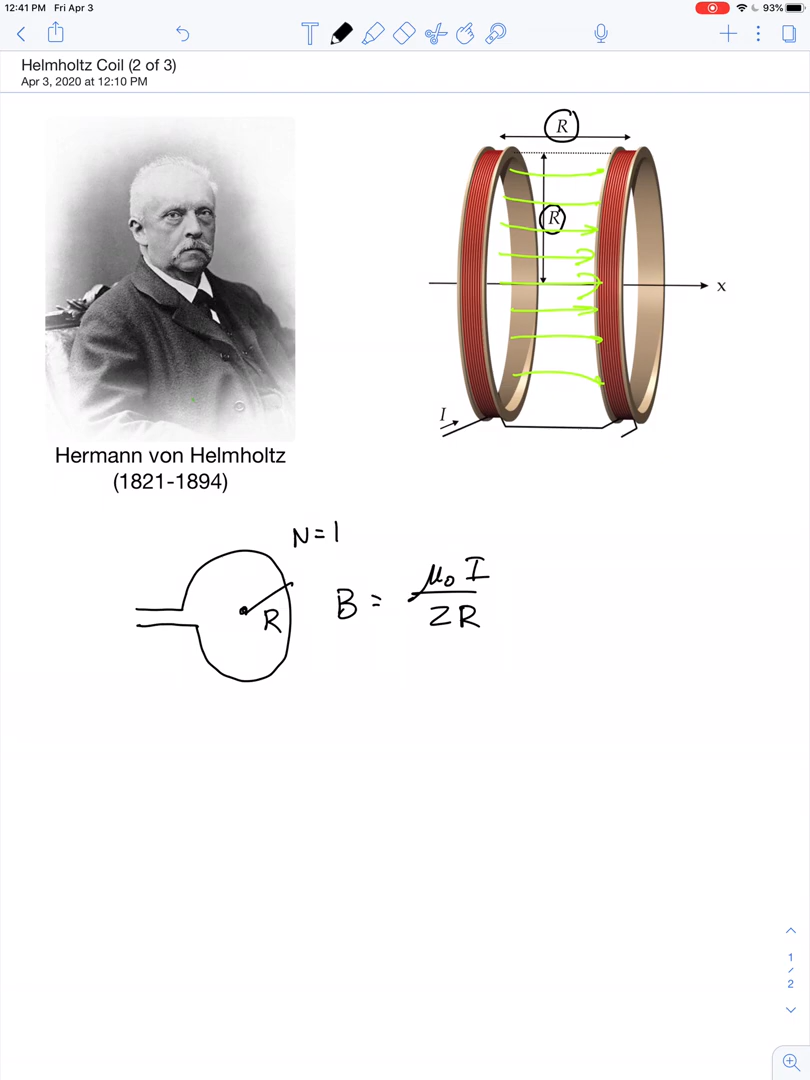 12:41 PM Fri Apr 3
93%
T
Helmholtz Coil (2 of 3)
Apr 3, 2020 at 12:10 PM
R
R
x
I
Hermann von Helmholtz
(1821-1894)
N=1
R
B = μ₀ I / 2R
1
/
2